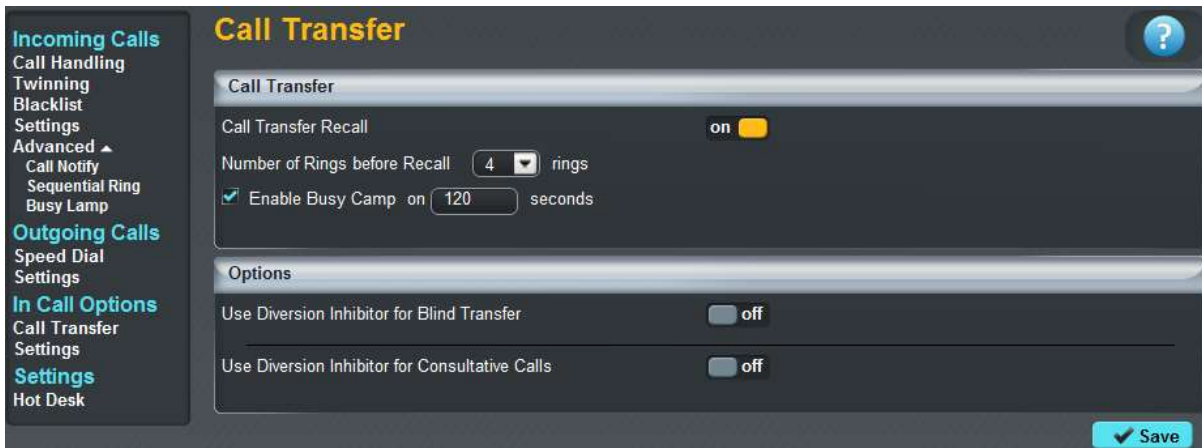 Incoming Calls
Call Handling
Twinning
Blacklist
Settings
Advanced
Call Notify
Sequential Ring
Busy Lamp
Outgoing Calls
Speed Dial
Settings
In Call Options
Call Transfer
Settings
Settings
Hot Desk
Call Transfer
?
Call Transfer
Call Transfer Recall on
Number of Rings before Recall 4 rings
Enable Busy Camp on 120 seconds
Options
Use Diversion Inhibitor for Blind Transfer off
Use Diversion Inhibitor for Consultative Calls off
Save